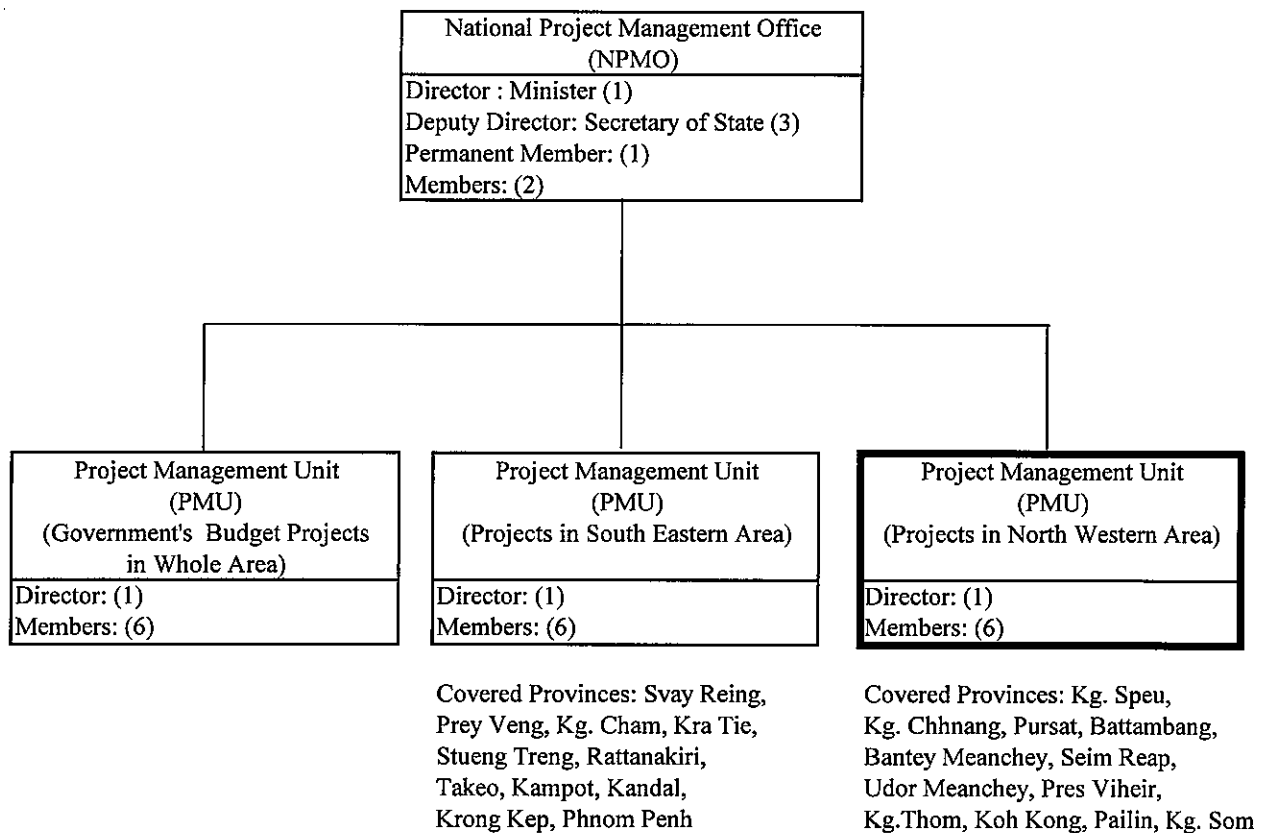 National Project Management Office
(NPMO)
Director : Minister (1)
Deputy Director: Secretary of State (3)
Permanent Member: (1)
Members: (2)
Project Management Unit
(PMU)
(Government's Budget Projects
in Whole Area)
Director: (1)
Members: (6)
Project Management Unit
(PMU)
(Projects in South Eastern Area)
Director: (1)
Members: (6)
Covered Provinces: Svay Reing,
Prey Veng, Kg. Cham, Kra Tie,
Stueng Treng, Rattanakiri,
Takeo, Kampot, Kandal,
Krong Kep, Phnom Penh
Project Management Unit
(PMU)
(Projects in North Western Area)
Director: (1)
Members: (6)
Covered Provinces: Kg. Speu,
Kg. Chhnang, Pursat, Battambang,
Bantey Meanchey, Seim Reap,
Udor Meanchey, Pres Viheir,
Kg.Thom, Koh Kong, Pailin, Kg. Som